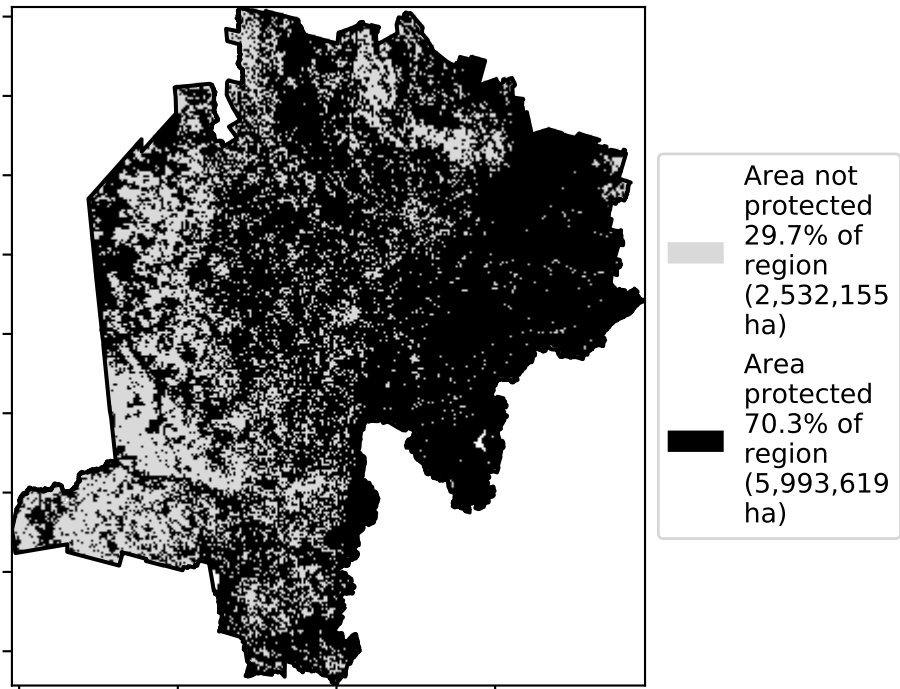 Area not
protected
29.7% of
region
(2,532,155
ha)
Area
protected
70.3% of
region
(5,993,619
ha)